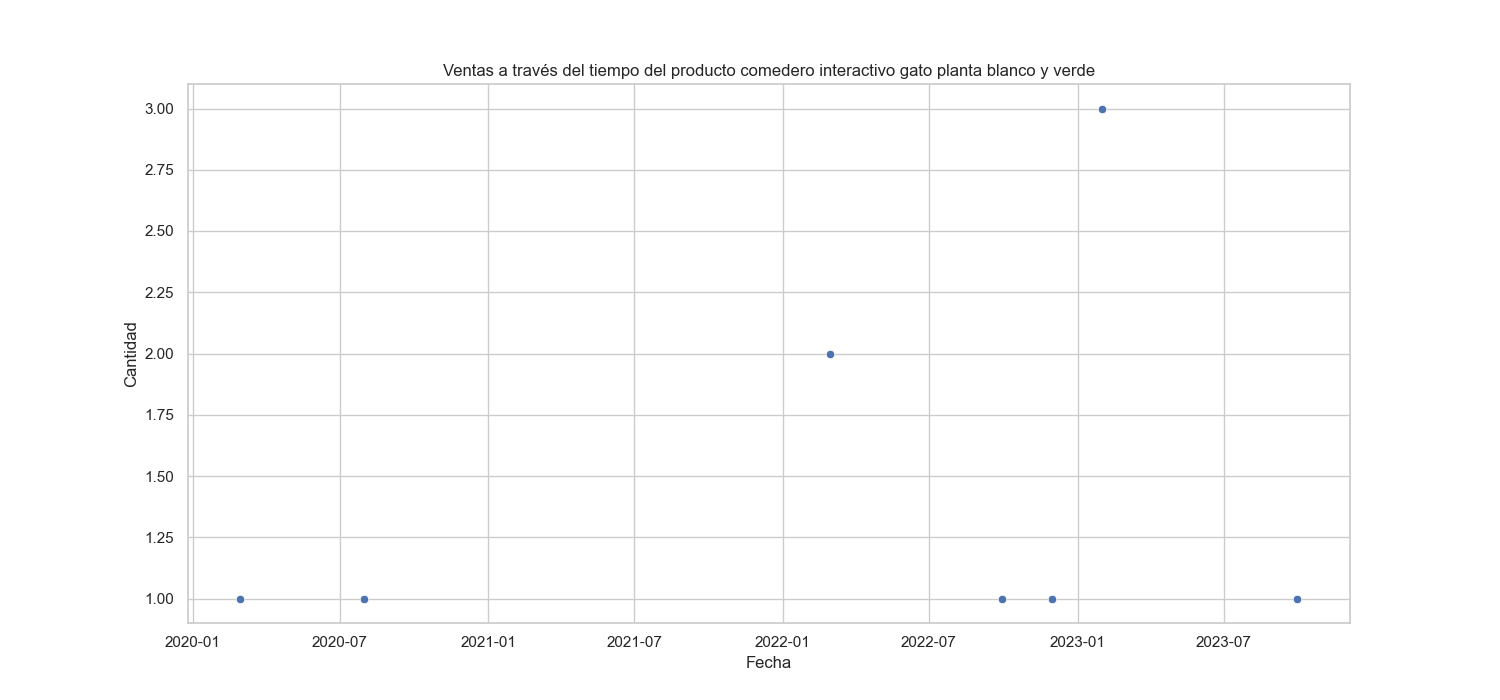 Ventas a través del tiempo del producto comedero interactivo gato planta blanco y verde
3.00
2.75
2.50
2.25
2.00
1.75
1.50
1.25
1.00
Cantidad
2020-01 2020-07 2021-01 2021-07 2022-01 2022-07 2023-01 2023-07
Fecha